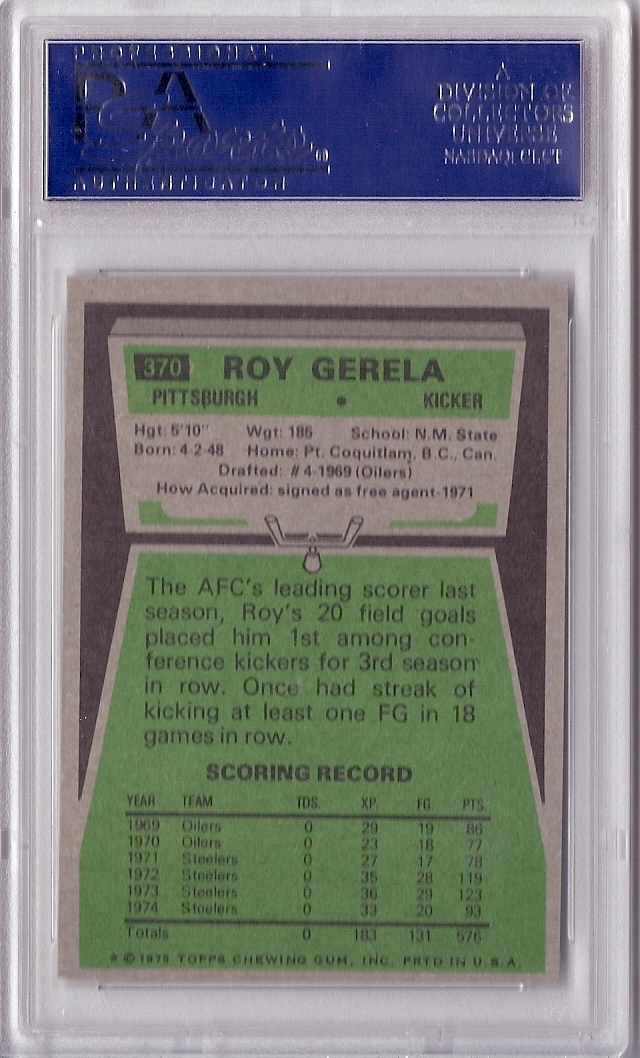 PROFESSIONAL
PSA
Sports
®
AUTHENTICATOR
A
DIVISION OF
COLLECTORS
UNIVERSE
NASDAQ: CLCT
370 ROY GERELA
PITTSBURGH • KICKER
Hgt: 5'10" Wgt: 185 School: N.M. State
Born: 4-2-48 Home: Pt. Coquitlam, B.C., Can.
Drafted: #4-1969 (Oilers)
How Acquired: signed as free agent-1971
The AFC's leading scorer last
season, Roy's 20 field goals
placed him 1st among con-
ference kickers for 3rd season
in row. Once had streak of
kicking at least one FG in 18
games in row.
SCORING RECORD
YEAR TEAM TDS. XP. FG PTS.
1969 Oilers 0 29 19 86
1970 Oilers 0 23 18 77
1971 Steelers 0 27 17 78
1972 Steelers 0 35 28 119
1973 Steelers 0 36 29 123
1974 Steelers 0 33 20 93
Totals 0 183 131 576
* © 1975 TOPPS CHEWING GUM, INC. PRTD IN U.S.A.